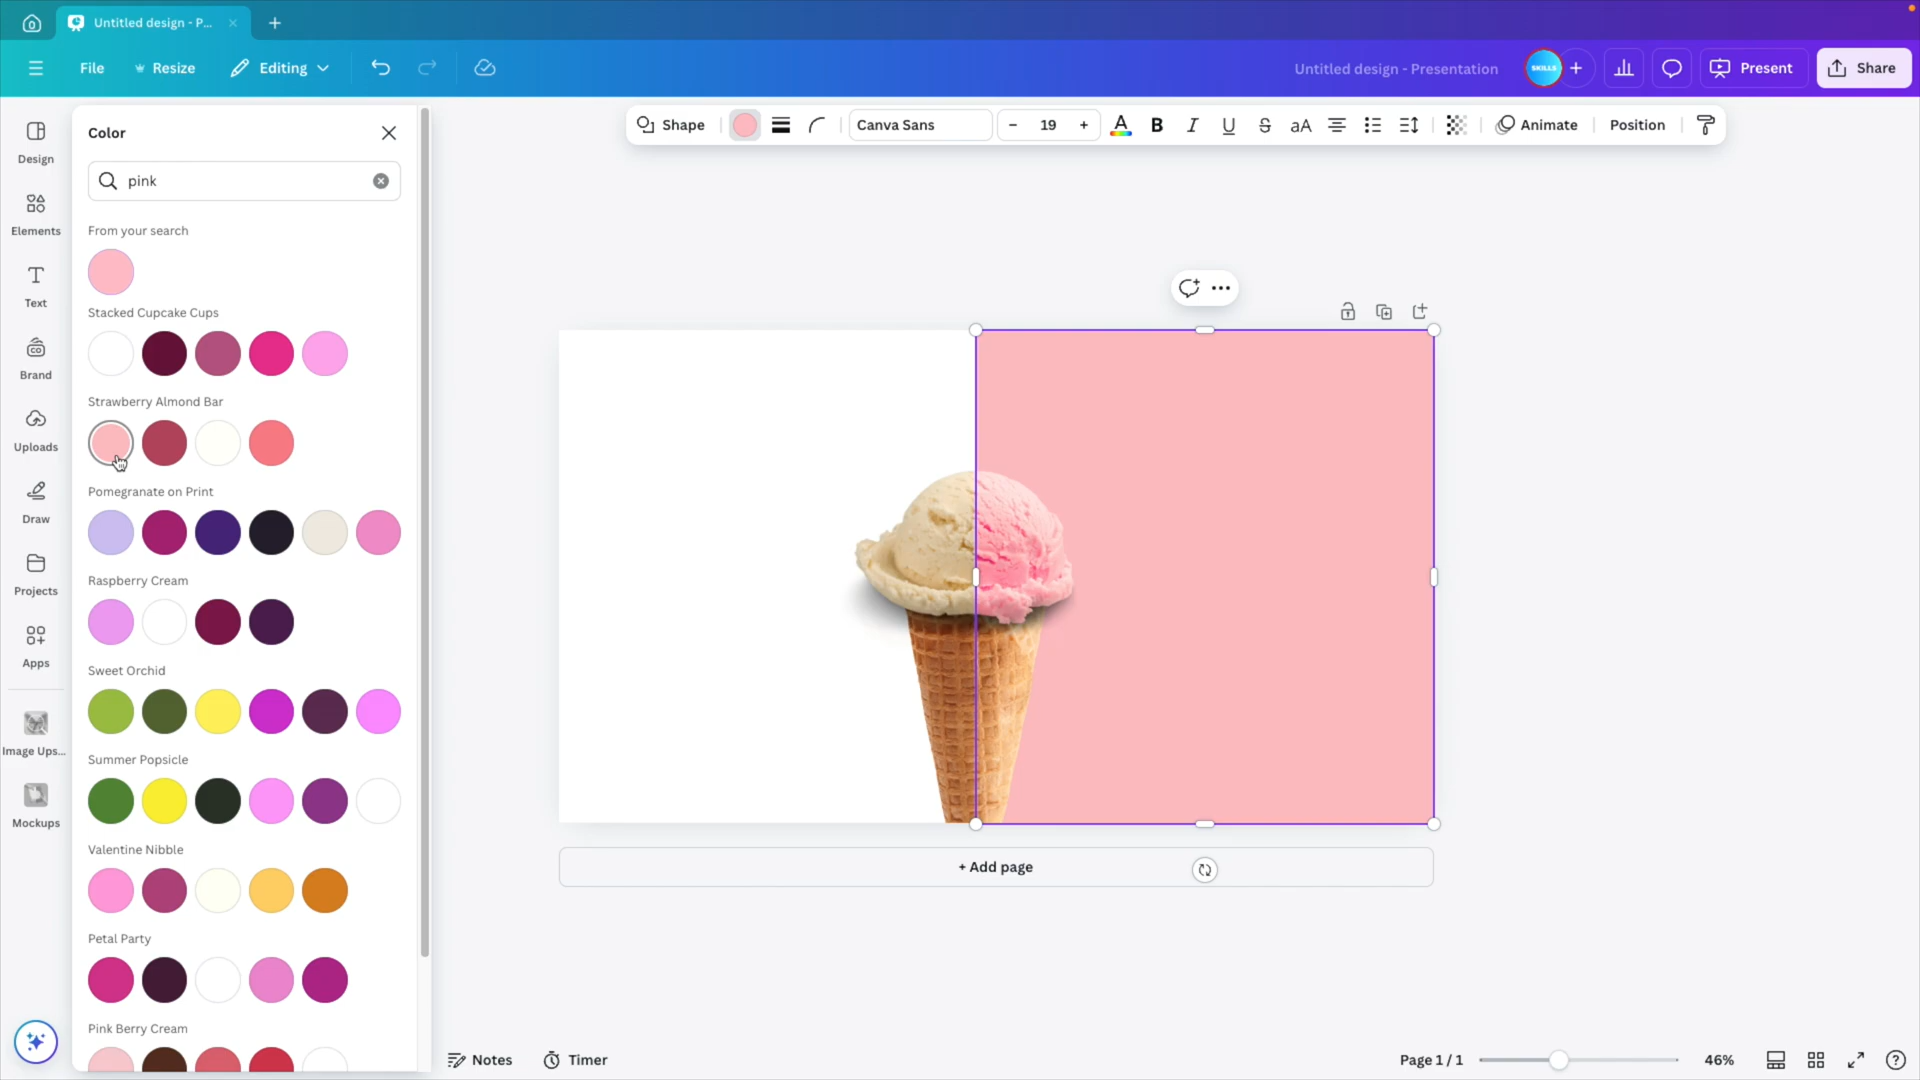 Untitled design - P...
File
Resize
Editing
Untitled design - Presentation
SKILLS
Present
Share
Design
Elements
Text
Brand
co
Uploads
Draw
Projects
Apps
Image Ups...
Mockups
Color
pink
From your search
Stacked Cupcake Cups
Strawberry Almond Bar
Pomegranate on Print
Raspberry Cream
Sweet Orchid
Summer Popsicle
Valentine Nibble
Petal Party
Pink Berry Cream
Shape
Canva Sans
– 19 +
A B I U S aA
Animate
Position
+ Add page
Notes
Timer
Page 1 / 1
46%